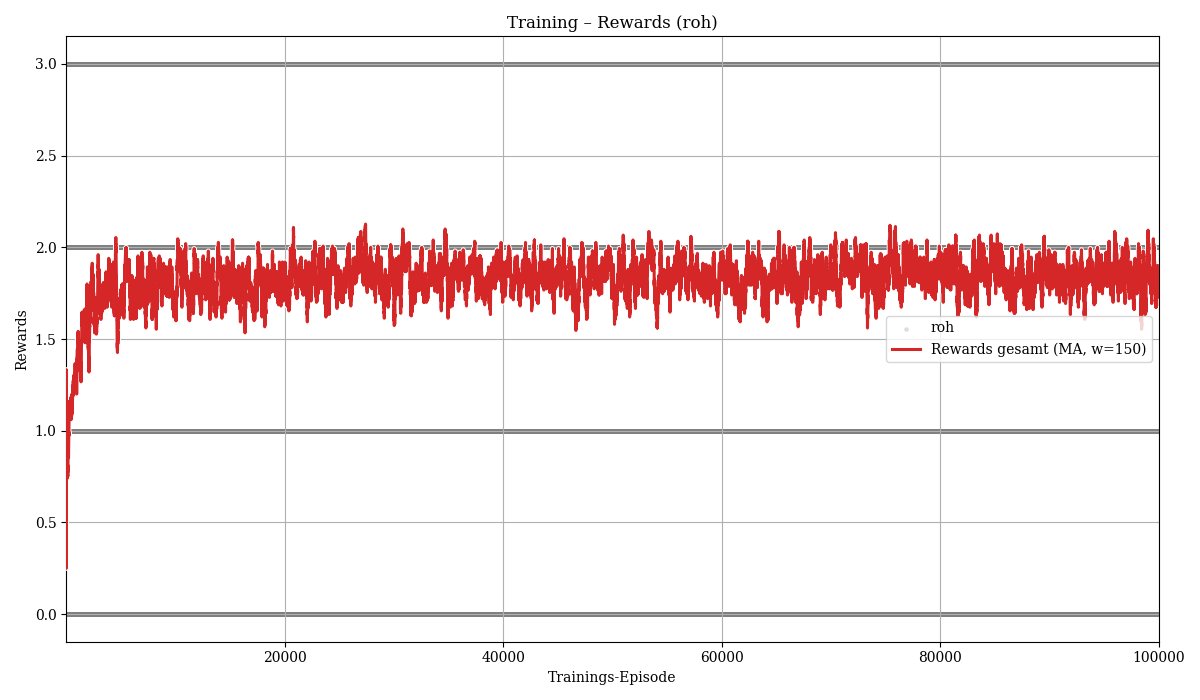 Training – Rewards (roh)
3.0
2.5
2.0
1.5
1.0
0.5
0.0
Rewards
roh
Rewards gesamt (MA, w=150)
20000
40000
60000
80000
100000
Trainings-Episode